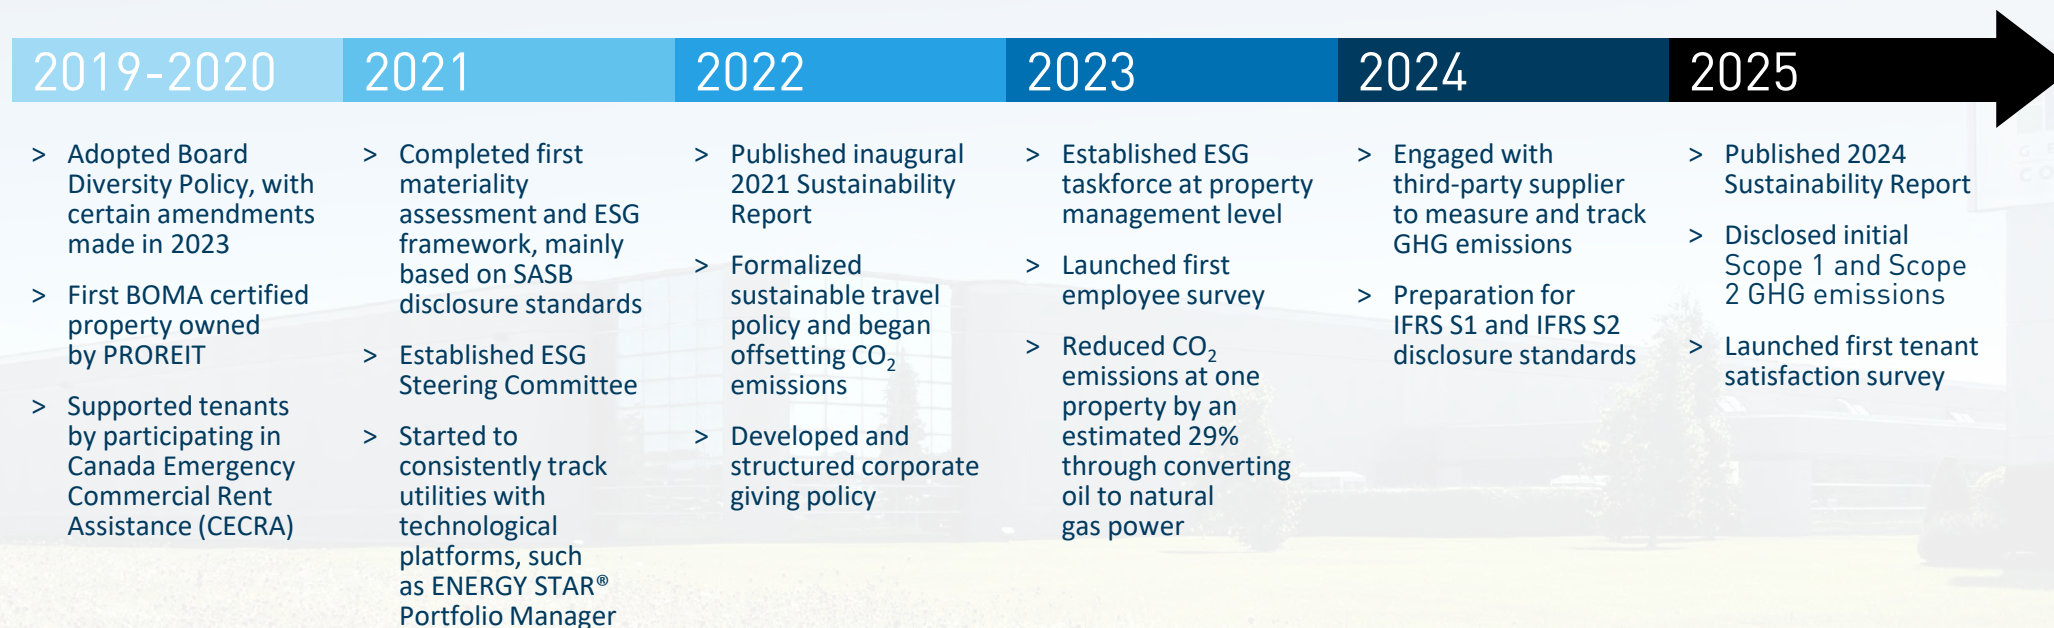 2019-2020
> Adopted Board
Diversity Policy, with
certain amendments
made in 2023
> First BOMA certified
property owned
by PROREIT
> Supported tenants
by participating in
Canada Emergency
Commercial Rent
Assistance (CECRA)
2021
> Completed first
materiality
assessment and ESG
framework, mainly
based on SASB
disclosure standards
> Established ESG
Steering Committee
> Started to
consistently track
utilities with
technological
platforms, such
as ENERGY STAR®
Portfolio Manager
2022
> Published inaugural
2021 Sustainability
Report
> Formalized
sustainable travel
policy and began
offsetting CO₂
emissions
> Developed and
structured corporate
giving policy
2023
> Established ESG
taskforce at property
management level
> Launched first
employee survey
> Reduced CO₂
emissions at one
property by an
estimated 29%
through converting
oil to natural
gas power
2024
> Engaged with
third-party supplier
to measure and track
GHG emissions
> Preparation for
IFRS S1 and IFRS S2
disclosure standards
2025
> Published 2024
Sustainability Report
> Disclosed initial
Scope 1 and Scope
2 GHG emissions
> Launched first tenant
satisfaction survey